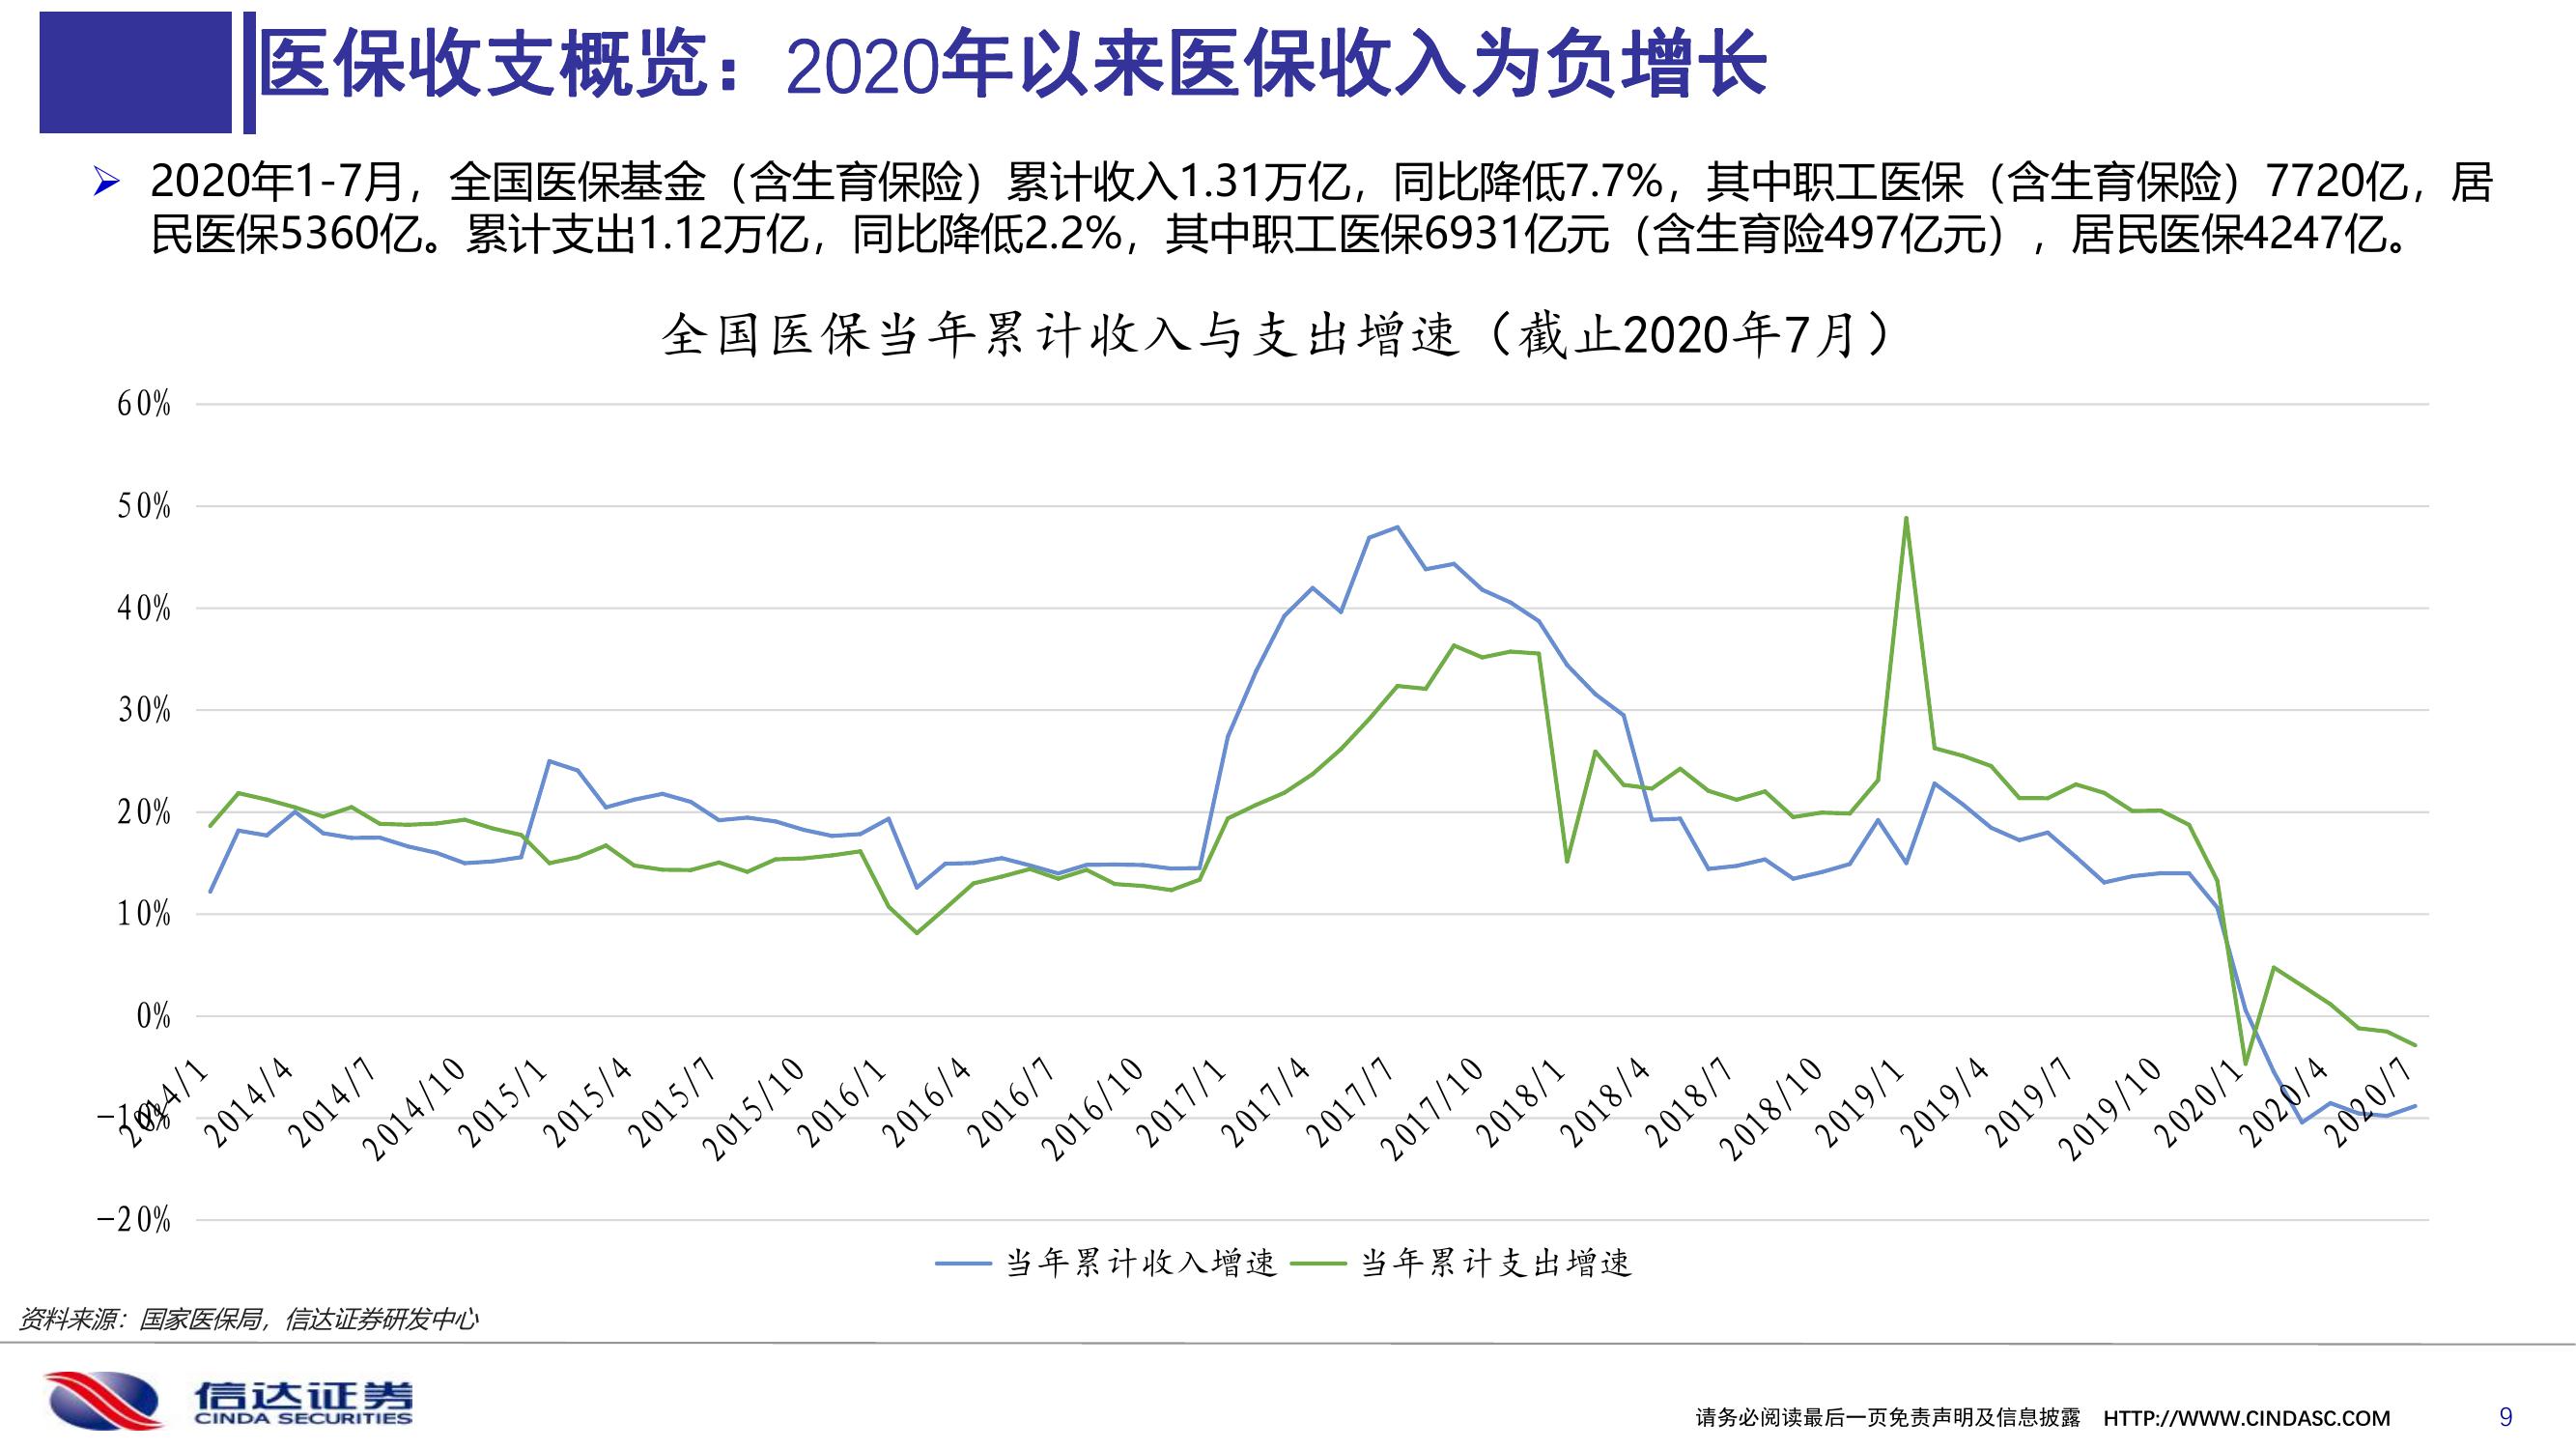 医保收支概览：2020年以来医保收入为负增长
➢ 2020年1-7月，全国医保基金（含生育保险）累计收入1.31万亿，同比降低7.7%，其中职工医保（含生育保险）7720亿，居
民医保5360亿。累计支出1.12万亿，同比降低2.2%，其中职工医保6931亿元（含生育险497亿元），居民医保4247亿。
全国医保当年累计收入与支出增速（截止2020年7月）
60%
50%
40%
30%
20%
10%
0%
-10%
-20%
2014/1 2014/4 2014/7 2014/10 2015/1 2015/4 2015/7 2015/10 2016/1 2016/4 2016/7 2016/10 2017/1 2017/4 2017/7 2017/10 2018/1 2018/4 2018/7 2018/10 2019/1 2019/4 2019/7 2019/10 2020/1 2020/4 2020/7
当年累计收入增速 当年累计支出增速
资料来源：国家医保局，信达证券研发中心
信达证券
CINDA SECURITIES
请务必阅读最后一页免责声明及信息披露 HTTP://WWW.CINDASC.COM 9